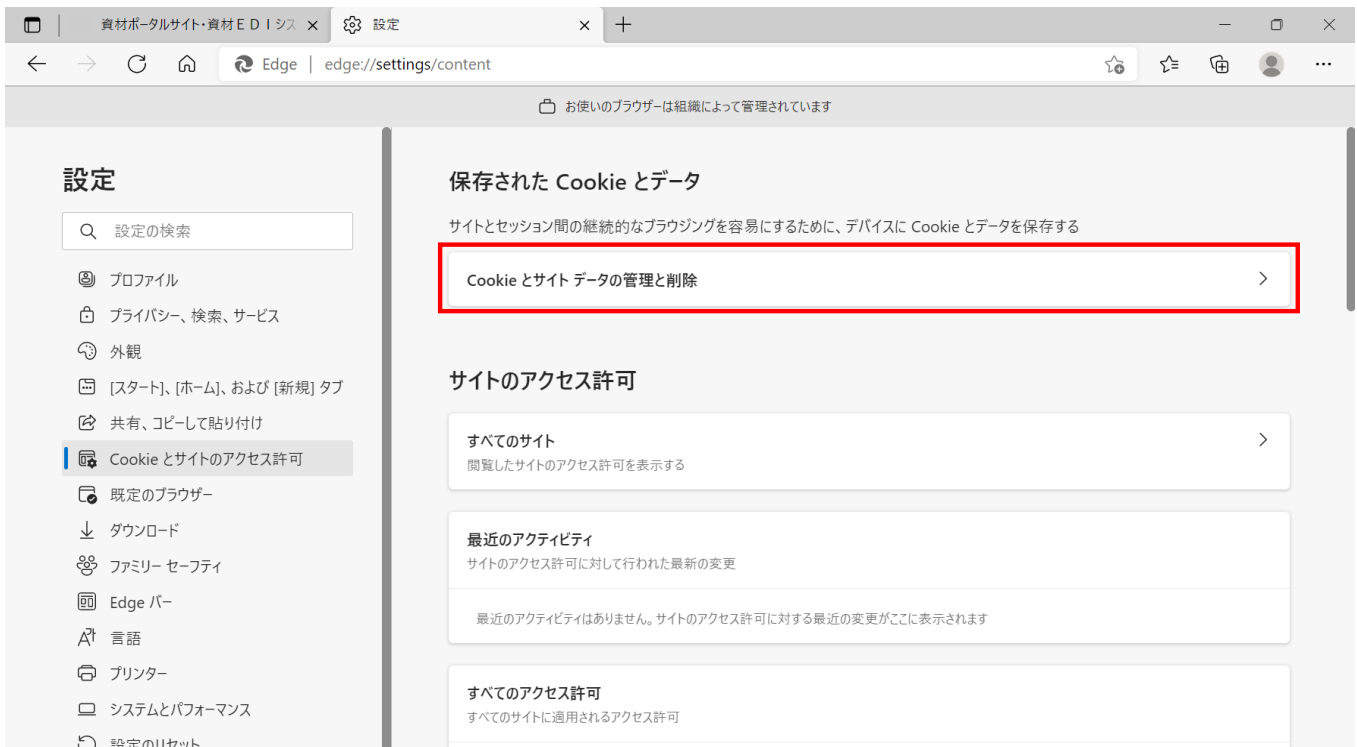 資材ポータルサイト・資材ＥＤＩシス
設定
Edge
edge://settings/content
お使いのブラウザーは組織によって管理されています
設定
設定の検索
プロファイル
プライバシー、検索、サービス
外観
[スタート]、[ホーム]、および [新規] タブ
共有、コピーして貼り付け
Cookie とサイトのアクセス許可
既定のブラウザー
ダウンロード
ファミリー セーフティ
Edge バー
言語
プリンター
システムとパフォーマンス
設定のリセット
保存された Cookie とデータ
サイトとセッション間の継続的なブラウジングを容易にするために、デバイスに Cookie とデータを保存する
Cookie とサイト データの管理と削除
サイトのアクセス許可
すべてのサイト
閲覧したサイトのアクセス許可を表示する
最近のアクティビティ
サイトのアクセス許可に対して行われた最新の変更
最近のアクティビティはありません。サイトのアクセス許可に対する最近の変更がここに表示されます
すべてのアクセス許可
すべてのサイトに適用されるアクセス許可